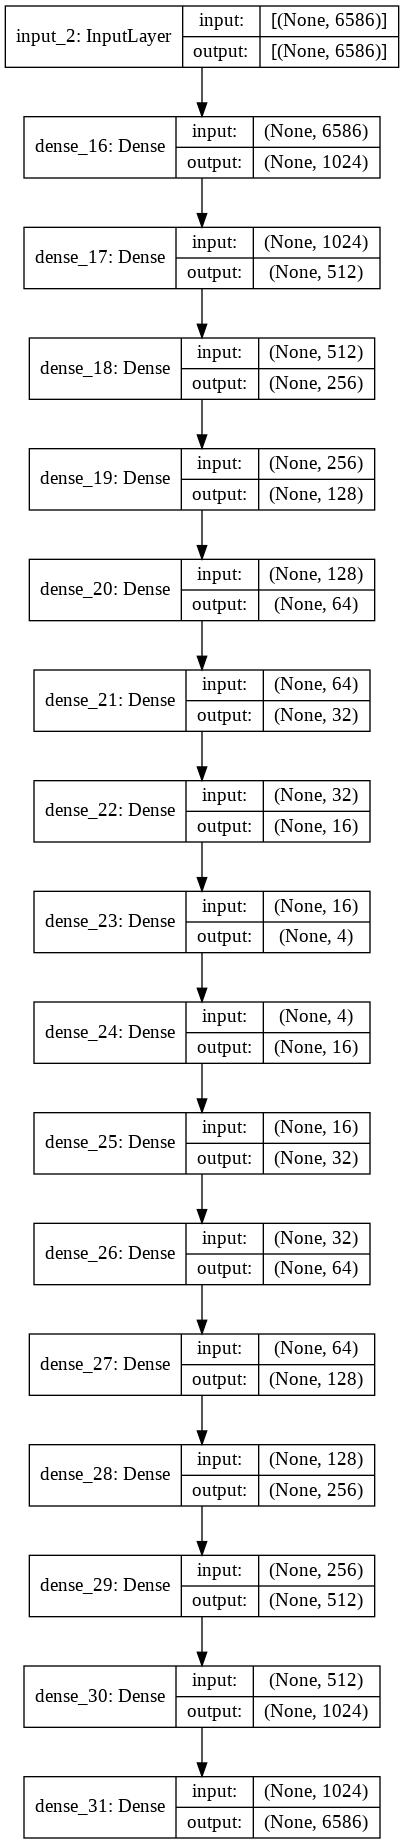 input_2: InputLayer
input: [(None, 6586)]
output: [(None, 6586)]
dense_16: Dense
input: (None, 6586)
output: (None, 1024)
dense_17: Dense
input: (None, 1024)
output: (None, 512)
dense_18: Dense
input: (None, 512)
output: (None, 256)
dense_19: Dense
input: (None, 256)
output: (None, 128)
dense_20: Dense
input: (None, 128)
output: (None, 64)
dense_21: Dense
input: (None, 64)
output: (None, 32)
dense_22: Dense
input: (None, 32)
output: (None, 16)
dense_23: Dense
input: (None, 16)
output: (None, 4)
dense_24: Dense
input: (None, 4)
output: (None, 16)
dense_25: Dense
input: (None, 16)
output: (None, 32)
dense_26: Dense
input: (None, 32)
output: (None, 64)
dense_27: Dense
input: (None, 64)
output: (None, 128)
dense_28: Dense
input: (None, 128)
output: (None, 256)
dense_29: Dense
input: (None, 256)
output: (None, 512)
dense_30: Dense
input: (None, 512)
output: (None, 1024)
dense_31: Dense
input: (None, 1024)
output: (None, 6586)